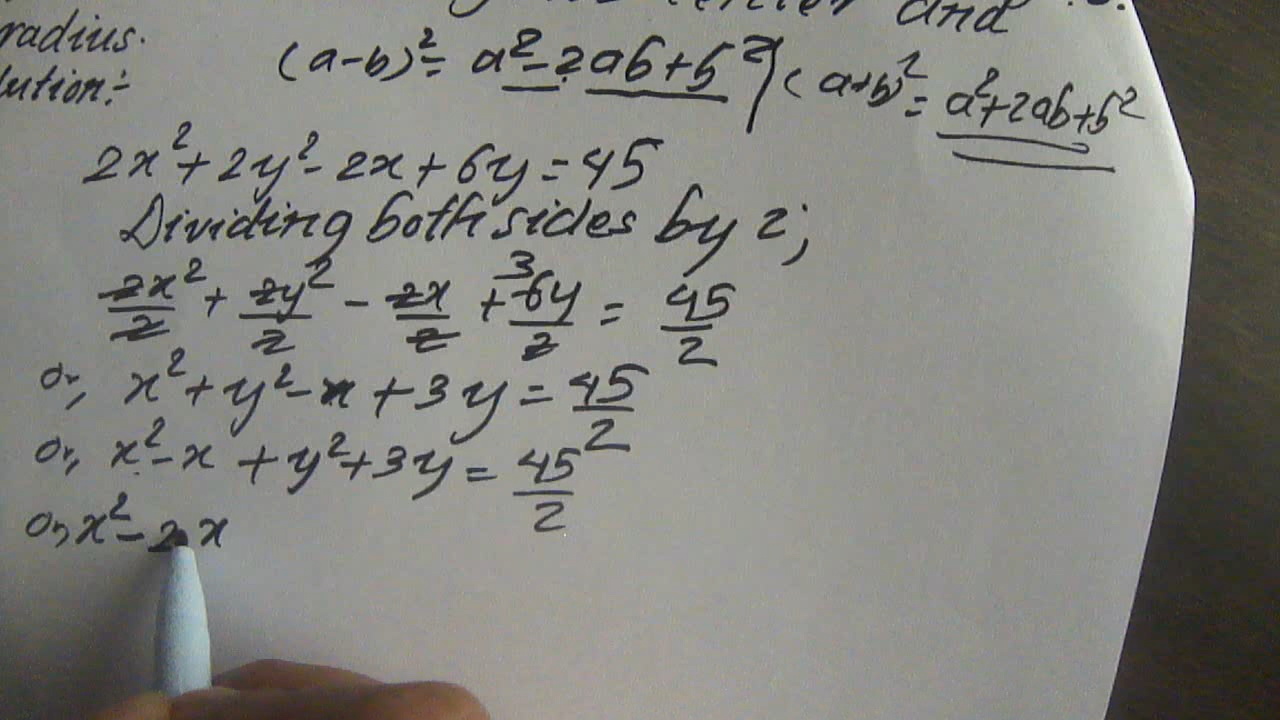 and
radius.
(a-b)² = a²-2ab+b² / (a+b)² = a²+2ab+b²
lution:-
2x²+2y²-2x+6y=45
Dividing both sides by 2;
2x²/2 + 2y²/2 - 2x/2 + 3 6y/2 = 45/2
Or, x²+y²-x+3y=45/2
Or, x²-x+y²+3y=45/2
Or, x²-2.x